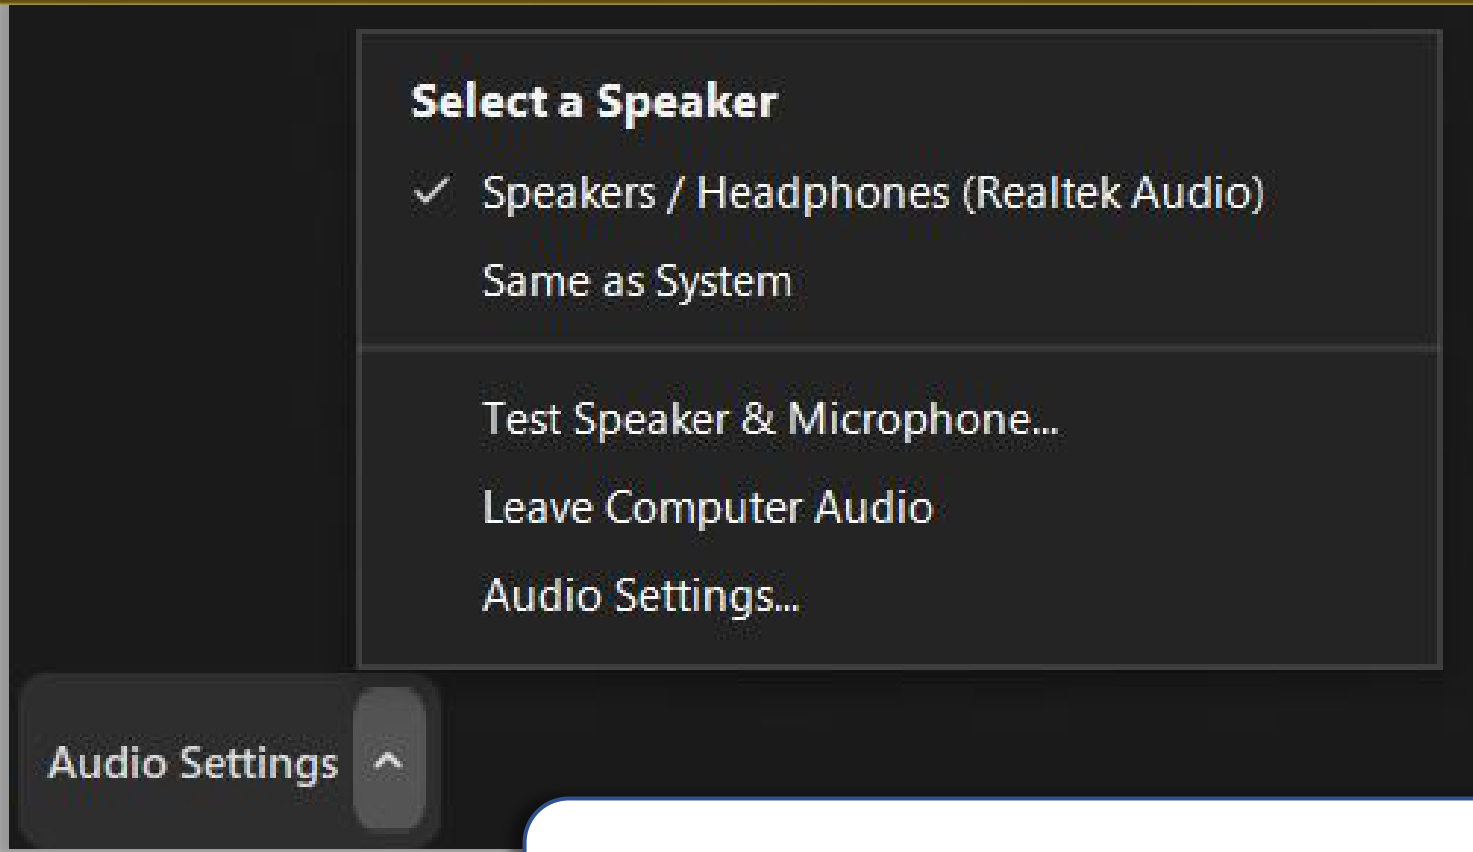 Select a Speaker
Speakers / Headphones (Realtek Audio)
Same as System
Test Speaker & Microphone...
Leave Computer Audio
Audio Settings...
Audio Settings